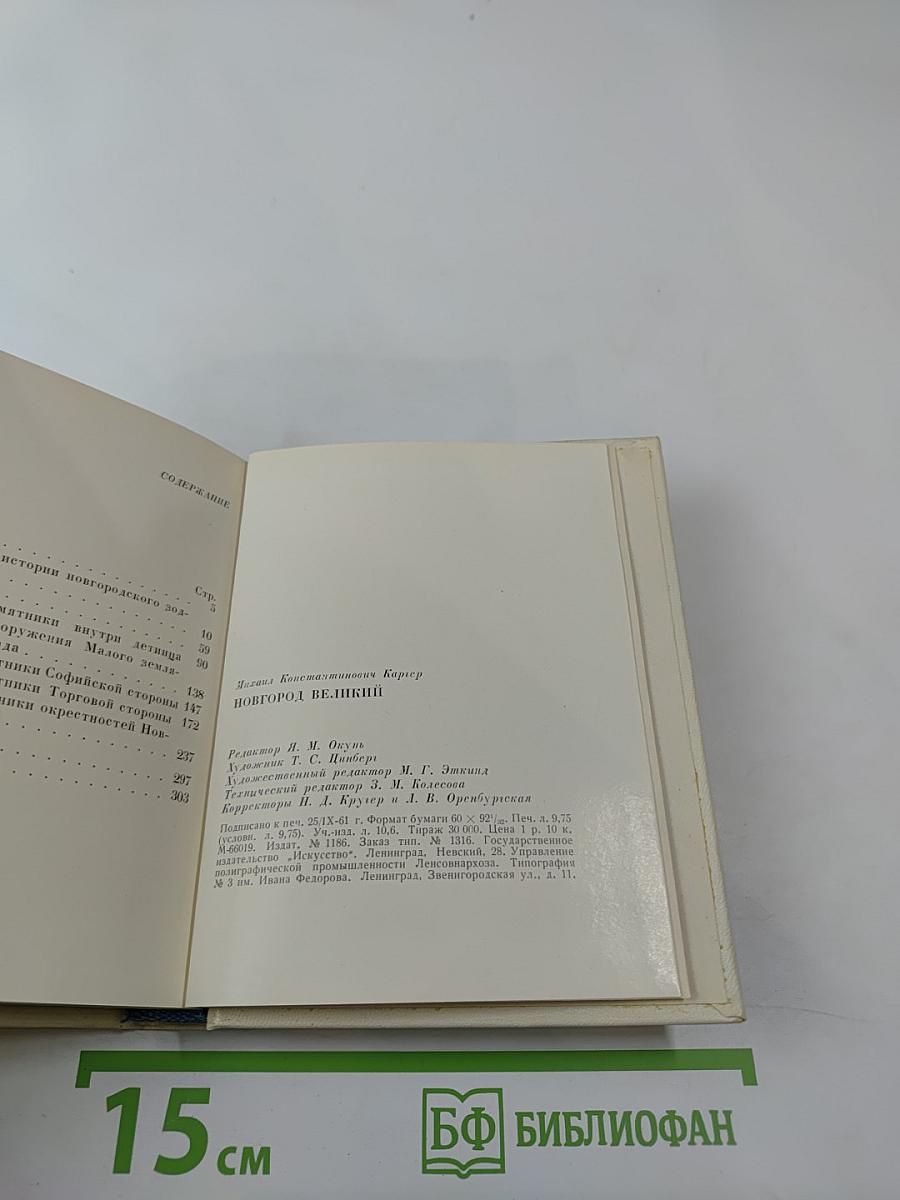 СОДЕРЖАНИЕ
Стр.
5
истории новгородского зод-
10
59
мятники внутри детинца 90
оружения Малого земля-
да 138
тники Софийской стороны 147
тники Торговой стороны 172
ники окрестностей Нов-
237
297
303
Михаил Константинович Каргер
НОВГОРОД ВЕЛИКИЙ
Редактор Я. М. Окунь
Художник Т. С. Цинберг
Художественный редактор М. Г. Эткинд
Технический редактор З. М. Колесова
Корректоры Н. Д. Кругер и Л. В. Оренбургская
Подписано к печ. 25/IX-61 г. Формат бумаги 60 × 92¹/₃₂. Печ. л. 9,75
(условн. л. 9,75). Уч.-изд. л. 10,6. Тираж 30 000. Цена 1 р. 10 к.
М-66019. Издат. № 1186. Заказ тип. № 1316. Государственное
издательство „Искусство“. Ленинград, Невский, 28. Управление
полиграфической промышленности Ленсовнархоза. Типография
№ 3 им. Ивана Федорова. Ленинград, Звенигородская ул., д. 11.
15 см
БФ БИБЛИОФАН